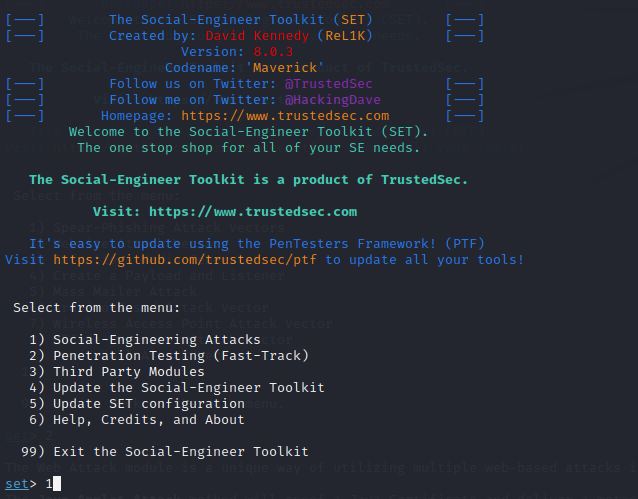 [---]        The Social-Engineer Toolkit (SET)         [---]
[---]        Created by: David Kennedy (ReL1K)         [---]
                      Version: 8.0.3
                    Codename: 'Maverick'
[---]        Follow us on Twitter: @TrustedSec         [---]
[---]        Follow me on Twitter: @HackingDave        [---]
[---]       Homepage: https://www.trustedsec.com       [---]
        Welcome to the Social-Engineer Toolkit (SET).
         The one stop shop for all of your SE needs.
   The Social-Engineer Toolkit is a product of TrustedSec.
           Visit: https://www.trustedsec.com
   It's easy to update using the PenTesters Framework! (PTF)
Visit https://github.com/trustedsec/ptf to update all your tools!
 Select from the menu:
   1) Social-Engineering Attacks
   2) Penetration Testing (Fast-Track)
   3) Third Party Modules
   4) Update the Social-Engineer Toolkit
   5) Update SET configuration
   6) Help, Credits, and About
  99) Exit the Social-Engineer Toolkit
set> 1